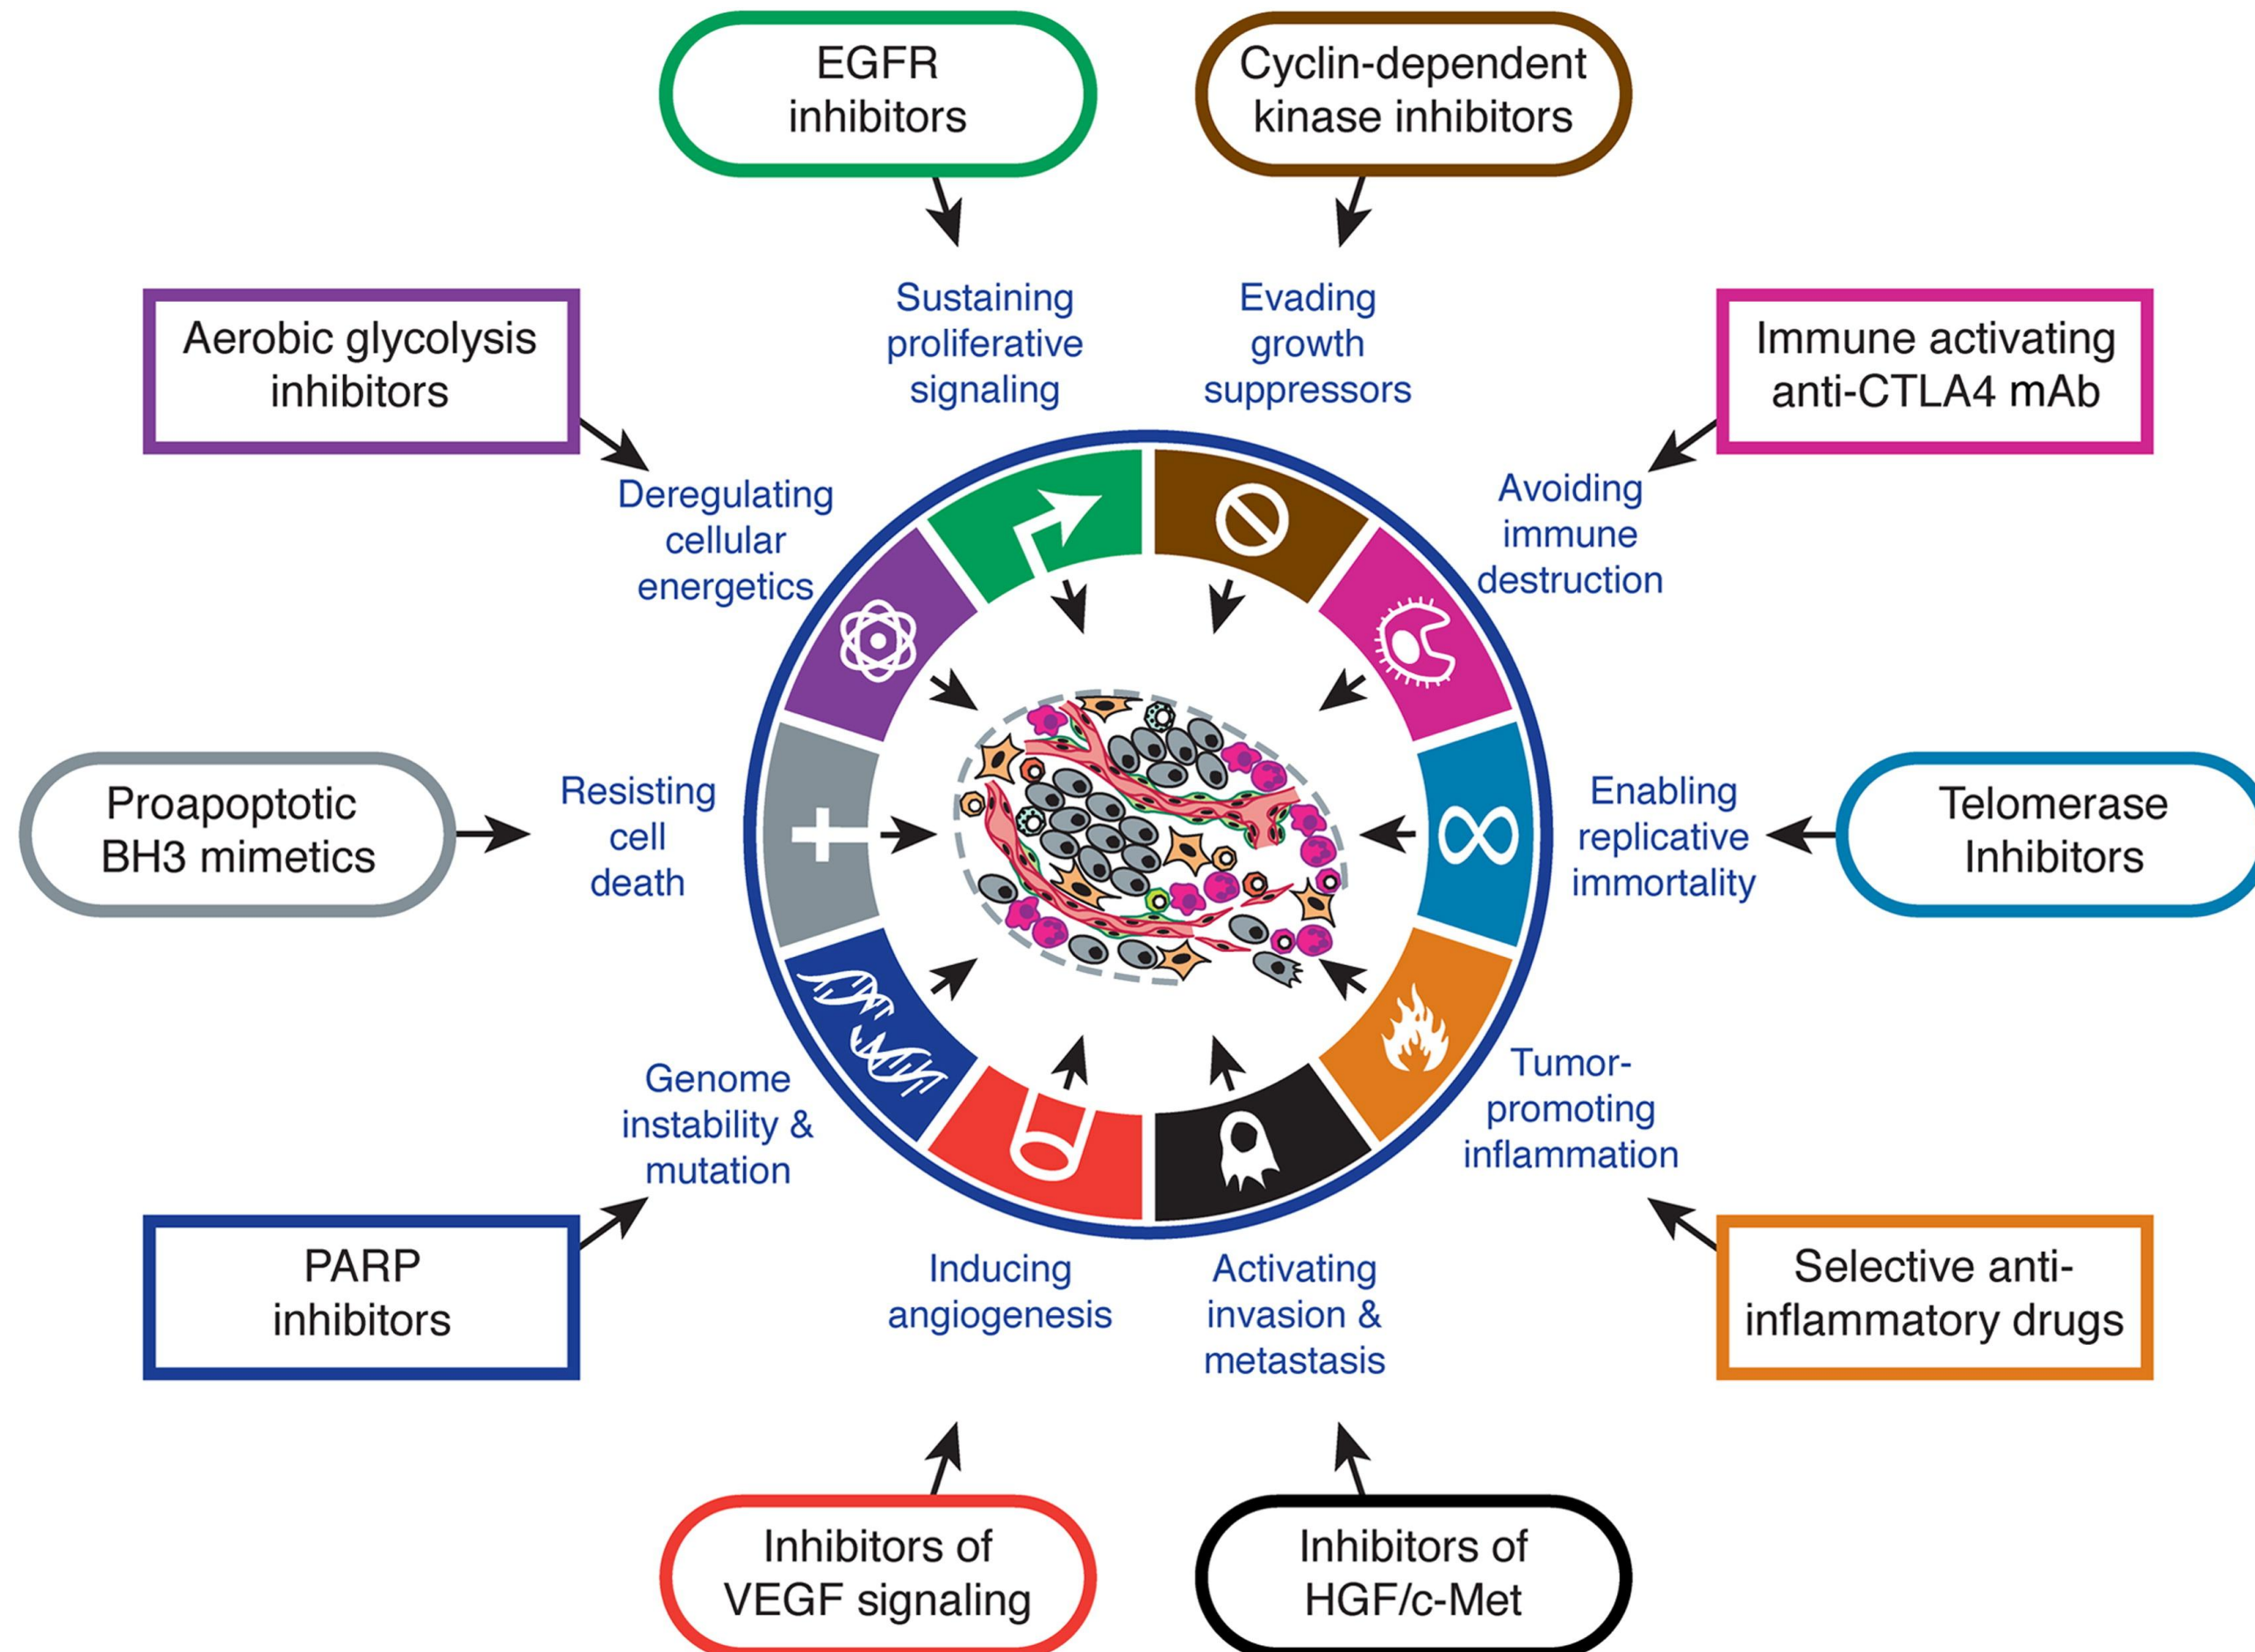 EGFR
inhibitors
Cyclin-dependent
kinase inhibitors
Sustaining
proliferative
signaling
Evading
growth
suppressors
Aerobic glycolysis
inhibitors
Immune activating
anti-CTLA4 mAb
Deregulating
cellular
energetics
Avoiding
immune
destruction
Proapoptotic
BH3 mimetics
Resisting
cell
death
Enabling
replicative
immortality
Telomerase
Inhibitors
Genome
instability &
mutation
Tumor-
promoting
inflammation
PARP
inhibitors
Inducing
angiogenesis
Activating
invasion &
metastasis
Selective anti-
inflammatory drugs
Inhibitors of
VEGF signaling
Inhibitors of
HGF/c-Met